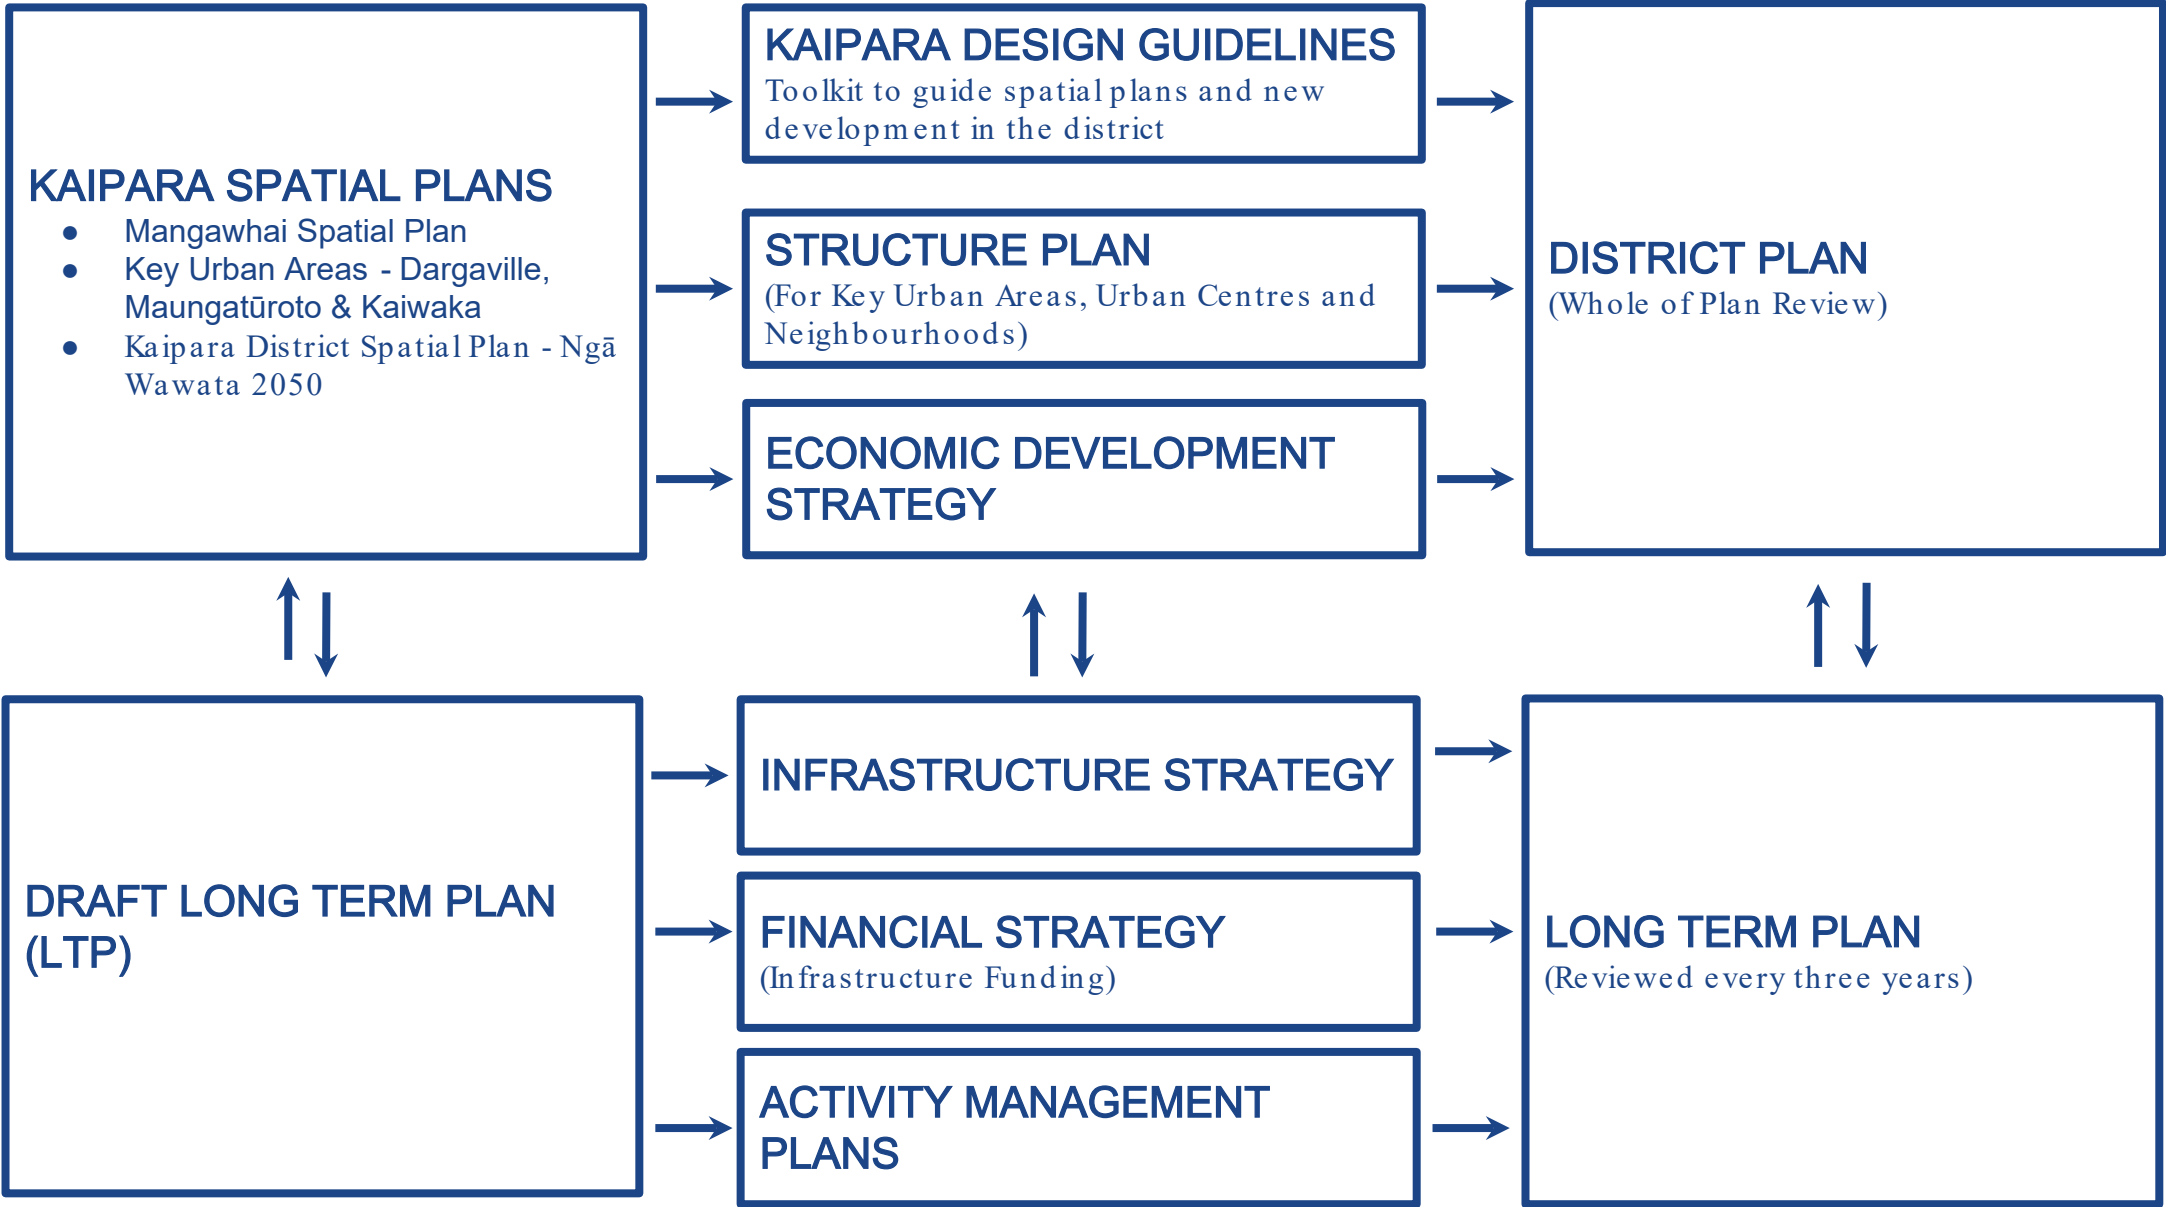 KAIPARA SPATIAL PLANS
● Mangawhai Spatial Plan
● Key Urban Areas - Dargaville,
Maungatūroto & Kaiwaka
● Kaipara District Spatial Plan - Ngā
Wawata 2050
KAIPARA DESIGN GUIDELINES
Toolkit to guide spatial plans and new
development in the district
STRUCTURE PLAN
(For Key Urban Areas, Urban Centres and
Neighbourhoods)
ECONOMIC DEVELOPMENT
STRATEGY
DISTRICT PLAN
(Whole of Plan Review)
DRAFT LONG TERM PLAN
(LTP)
INFRASTRUCTURE STRATEGY
FINANCIAL STRATEGY
(Infrastructure Funding)
ACTIVITY MANAGEMENT
PLANS
LONG TERM PLAN
(Reviewed every three years)